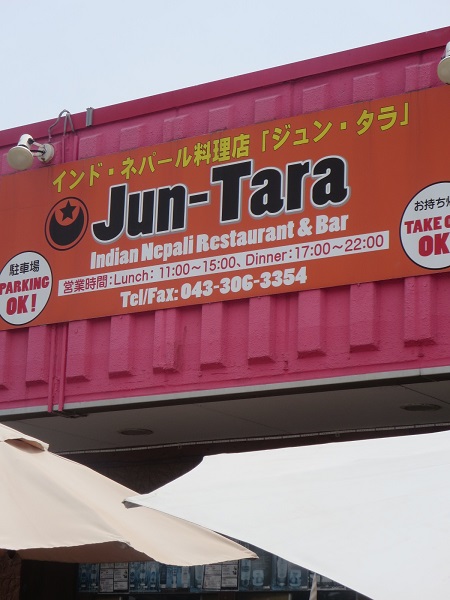 インド・ネパール料理店「ジュン・タラ」
Jun-Tara
Indian Nepali Restaurant & Bar
営業時間:Lunch: 11:00〜15:00、Dinner:17:00〜22:00
Tel/Fax: 043-306-3354
駐車場
PARKING
OK!
お持ち
TAKE
OK!